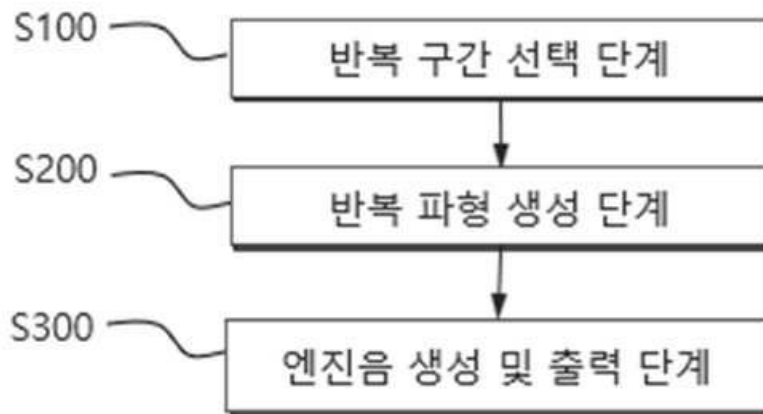 S100
반복 구간 선택 단계
S200
반복 파형 생성 단계
S300
엔진음 생성 및 출력 단계